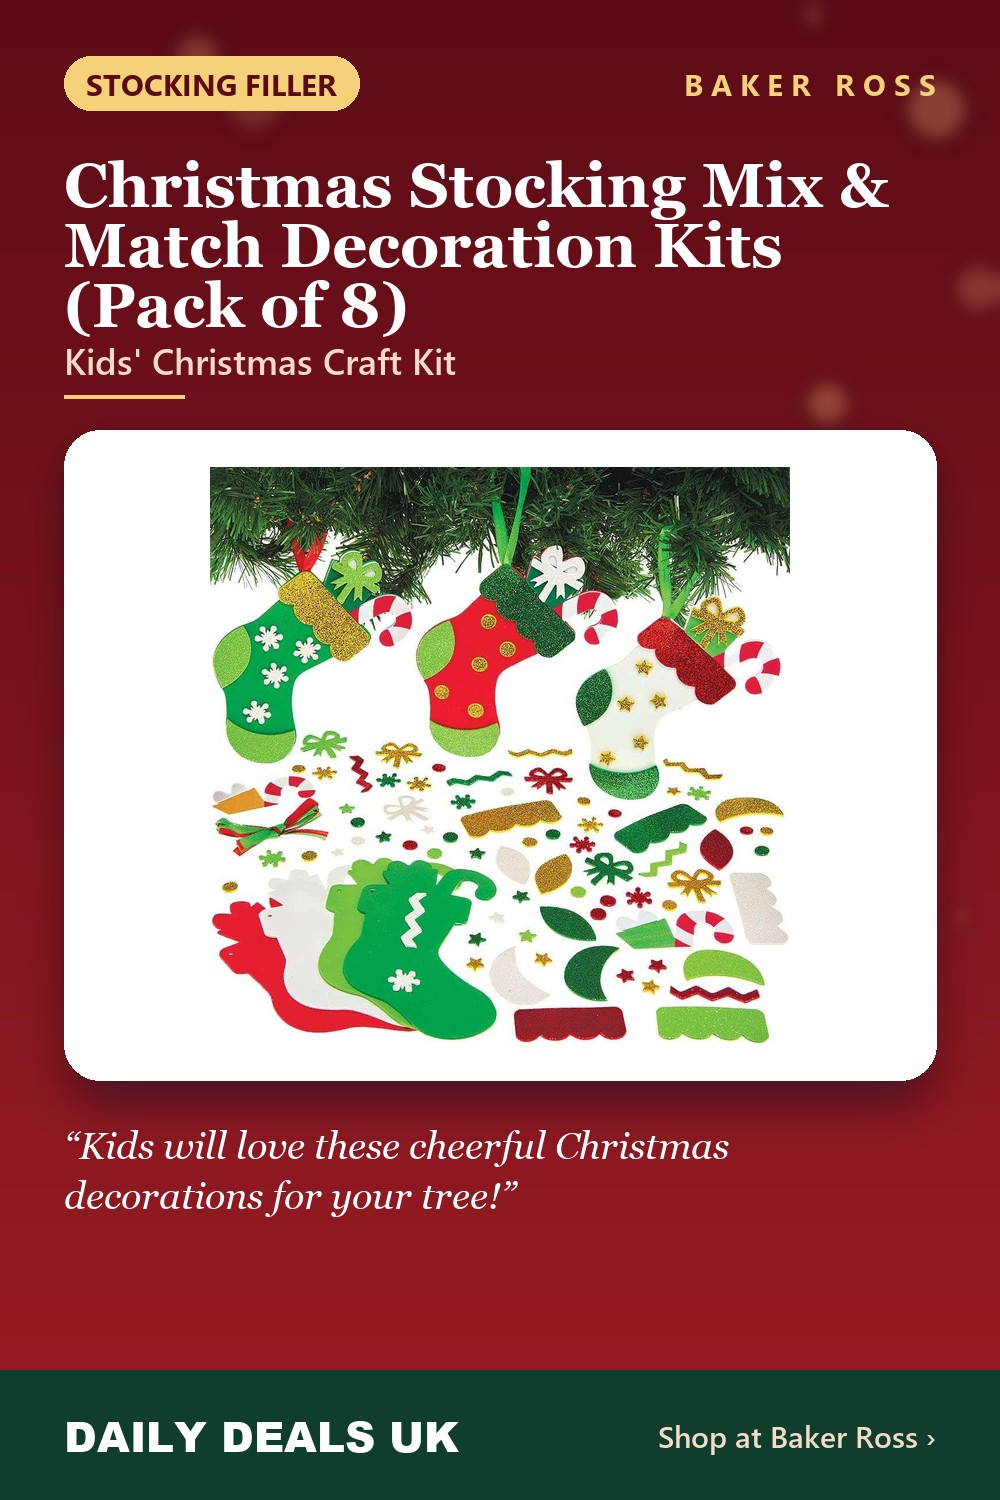 STOCKING FILLER
BAKER ROSS
Christmas Stocking Mix &
Match Decoration Kits
(Pack of 8)
Kids' Christmas Craft Kit
“Kids will love these cheerful Christmas
decorations for your tree!”
DAILY DEALS UK
Shop at Baker Ross ›